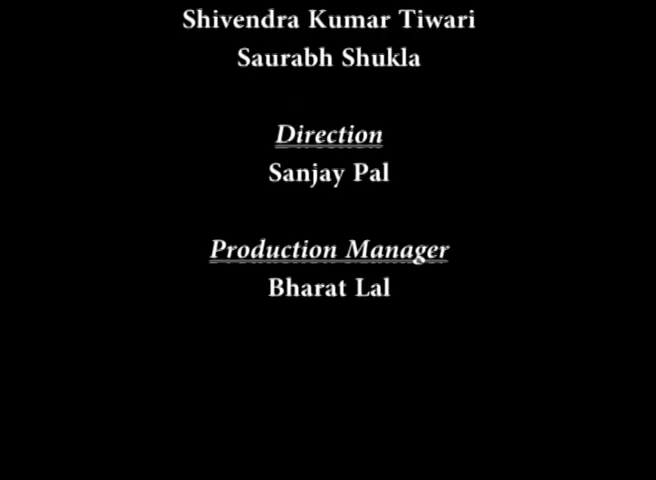 Shivendra Kumar Tiwari
Saurabh Shukla
Direction
Sanjay Pal
Production Manager
Bharat Lal